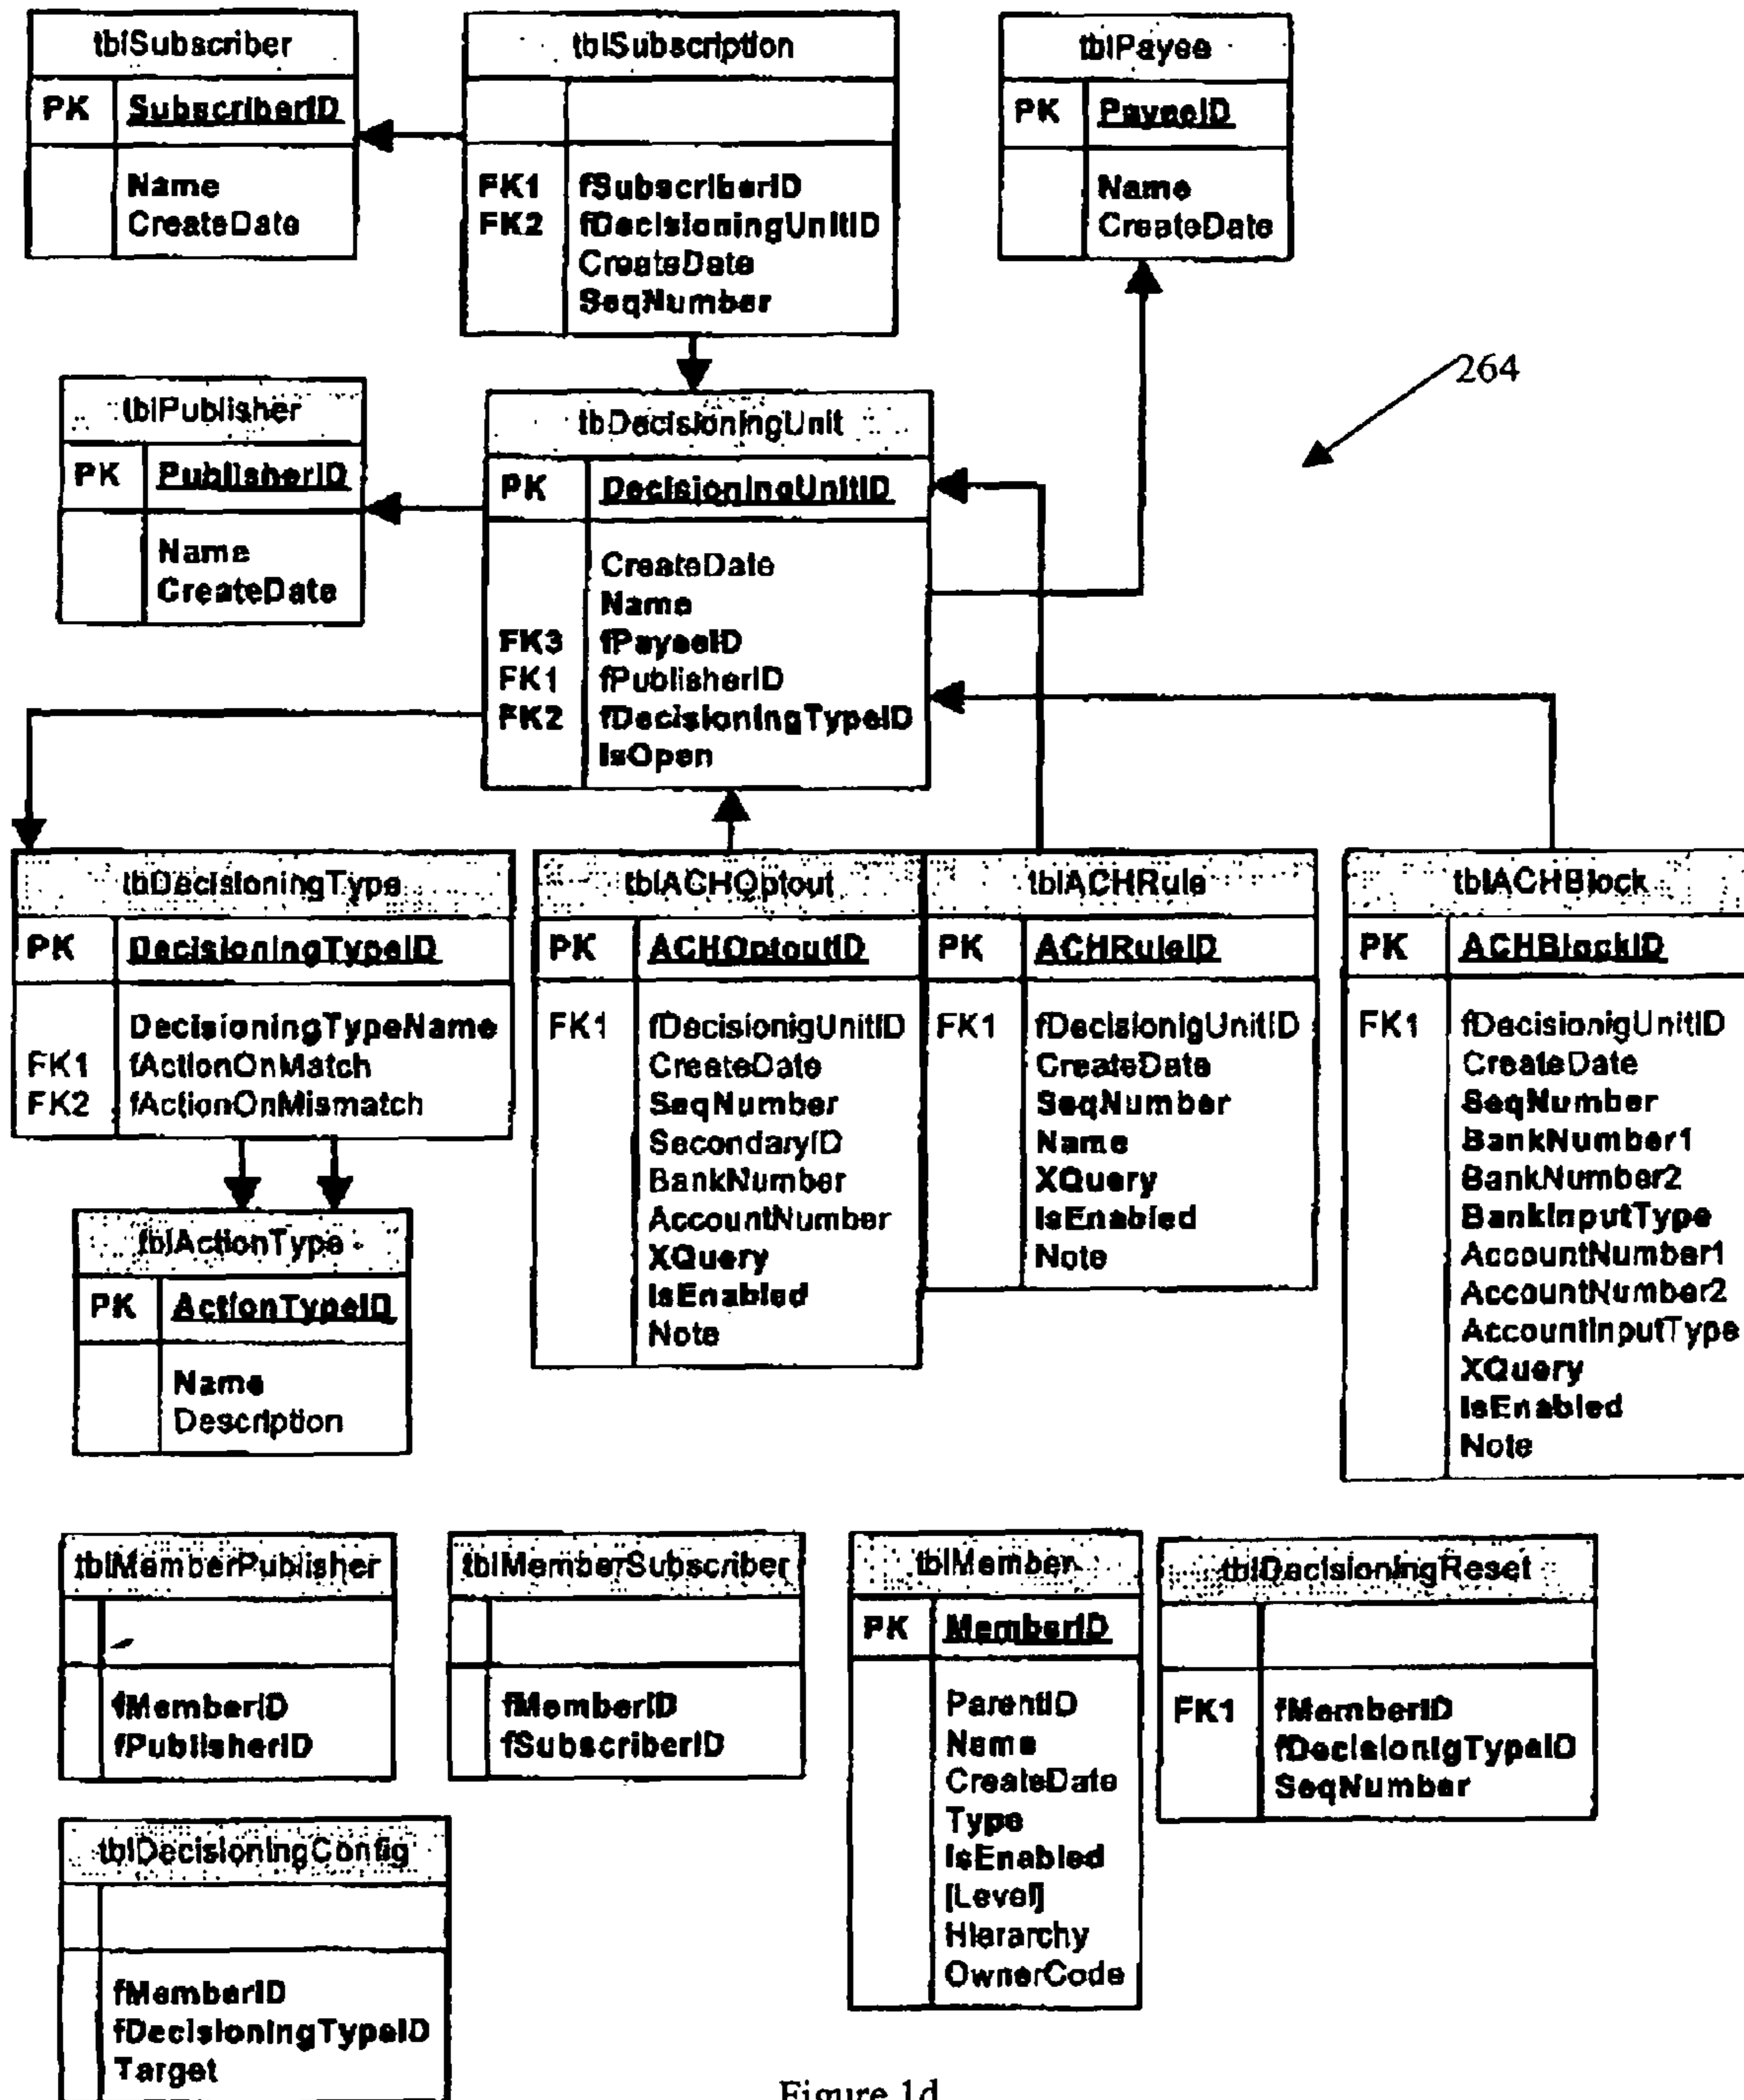 tblSubscriber
PK SubscriberID
Name
CreateDate
tblSubscription
FK1 fSubscriberID
FK2 fDecisioningUnitID
CreateDate
SeqNumber
tblPayee
PK PayeeID
Name
CreateDate
264
tblPublisher
PK PublisherID
Name
CreateDate
tbDecisioningUnit
PK DecisioningUnitID
CreateDate
Name
FK3 fPayeeID
FK1 fPublisherID
FK2 fDecisioningTypeID
IsOpen
tbDecisioningType
PK DecisioningTypeID
DecisioningTypeName
FK1 fActionOnMatch
FK2 fActionOnMismatch
tblACHOptout
PK ACHOptoutID
FK1 fDecisionigUnitID
CreateDate
SeqNumber
SecondaryID
BankNumber
AccountNumber
XQuery
IsEnabled
Note
tblACHRule
PK ACHRuleID
FK1 fDecisionigUnitID
CreateDate
SeqNumber
Name
XQuery
IsEnabled
Note
tblACHBlock
PK ACHBlockID
FK1 fDecisionigUnitID
CreateDate
SeqNumber
BankNumber1
BankNumber2
BankInputType
AccountNumber1
AccountNumber2
AccountInputType
XQuery
IsEnabled
Note
tblActionType
PK ActionTypeID
Name
Description
tblMemberPublisher
fMemberID
fPublisherID
tblMemberSubscriber
fMemberID
fSubscriberID
tblMember
PK MemberID
ParentID
Name
CreateDate
Type
IsEnabled
[Level]
Hierarchy
OwnerCode
tblDecisioningReset
FK1 fMemberID
fDecisionigTypeID
SeqNumber
tblDecisioningConfig
fMemberID
fDecisioningTypeID
Target
Figure 1d